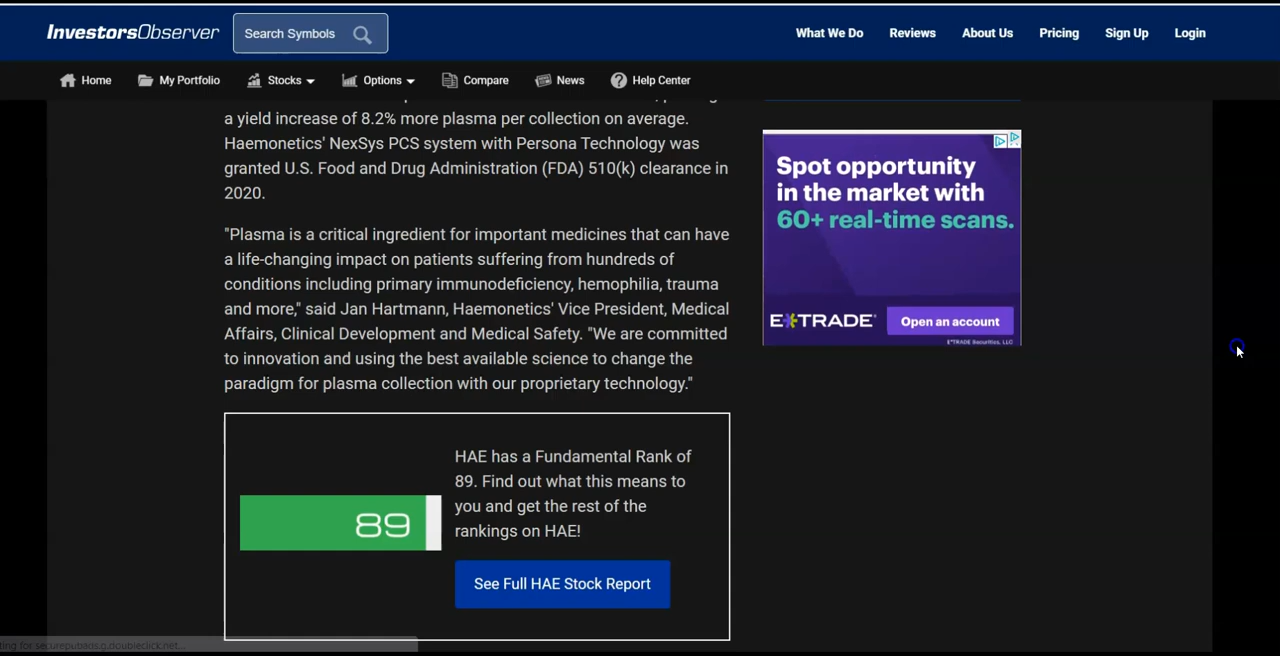 InvestorsObserver
Search Symbols
What We Do
Reviews
About Us
Pricing
Sign Up
Login
Home
My Portfolio
Stocks
Options
Compare
News
Help Center
a yield increase of 8.2% more plasma per collection on average.
Haemonetics' NexSys PCS system with Persona Technology was
granted U.S. Food and Drug Administration (FDA) 510(k) clearance in
2020.
"Plasma is a critical ingredient for important medicines that can have
a life-changing impact on patients suffering from hundreds of
conditions including primary immunodeficiency, hemophilia, trauma
and more," said Jan Hartmann, Haemonetics' Vice President, Medical
Affairs, Clinical Development and Medical Safety. "We are committed
to innovation and using the best available science to change the
paradigm for plasma collection with our proprietary technology."
Spot opportunity
in the market with
60+ real-time scans.
E*TRADE
Open an account
E*TRADE Securities, LLC
89
HAE has a Fundamental Rank of
89. Find out what this means to
you and get the rest of the
rankings on HAE!
See Full HAE Stock Report
ting for securepubads.g.doubleclick.net...